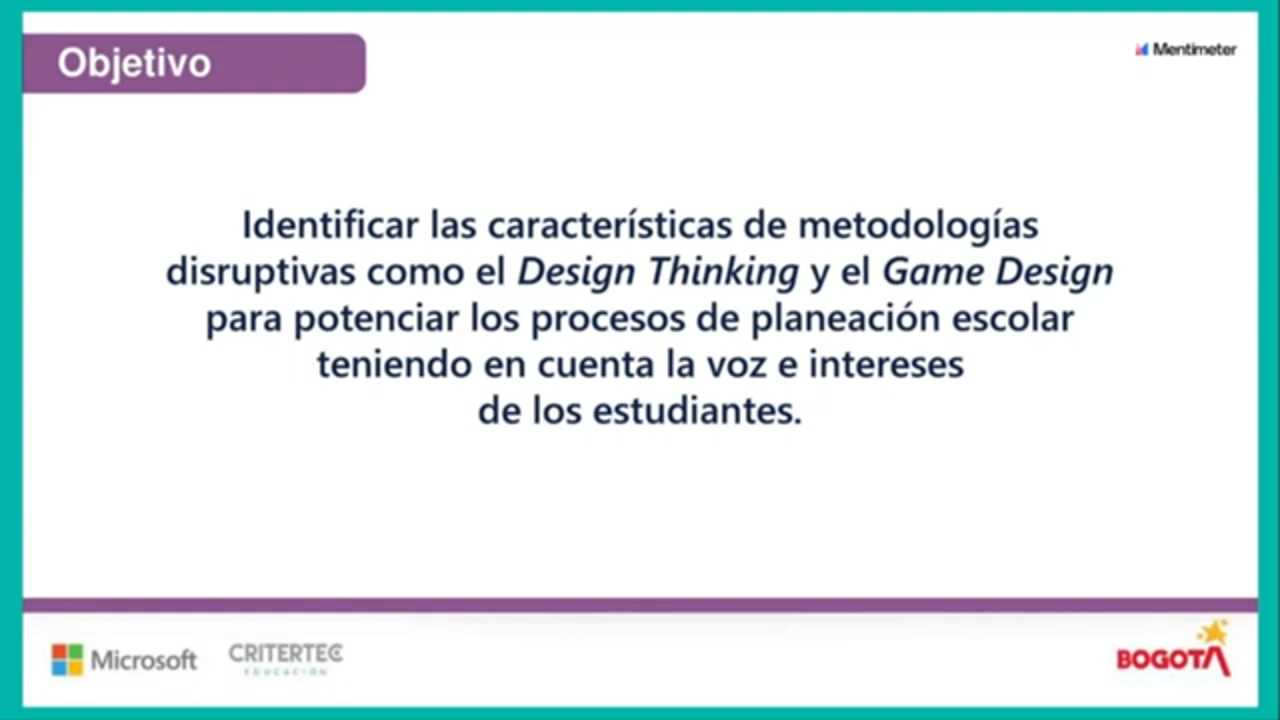 Objetivo
Mentimeter
Identificar las características de metodologías
disruptivas como el Design Thinking y el Game Design
para potenciar los procesos de planeación escolar
teniendo en cuenta la voz e intereses
de los estudiantes.
Microsoft
CRITERTEC
EDUCACIÓN
BOGOTA